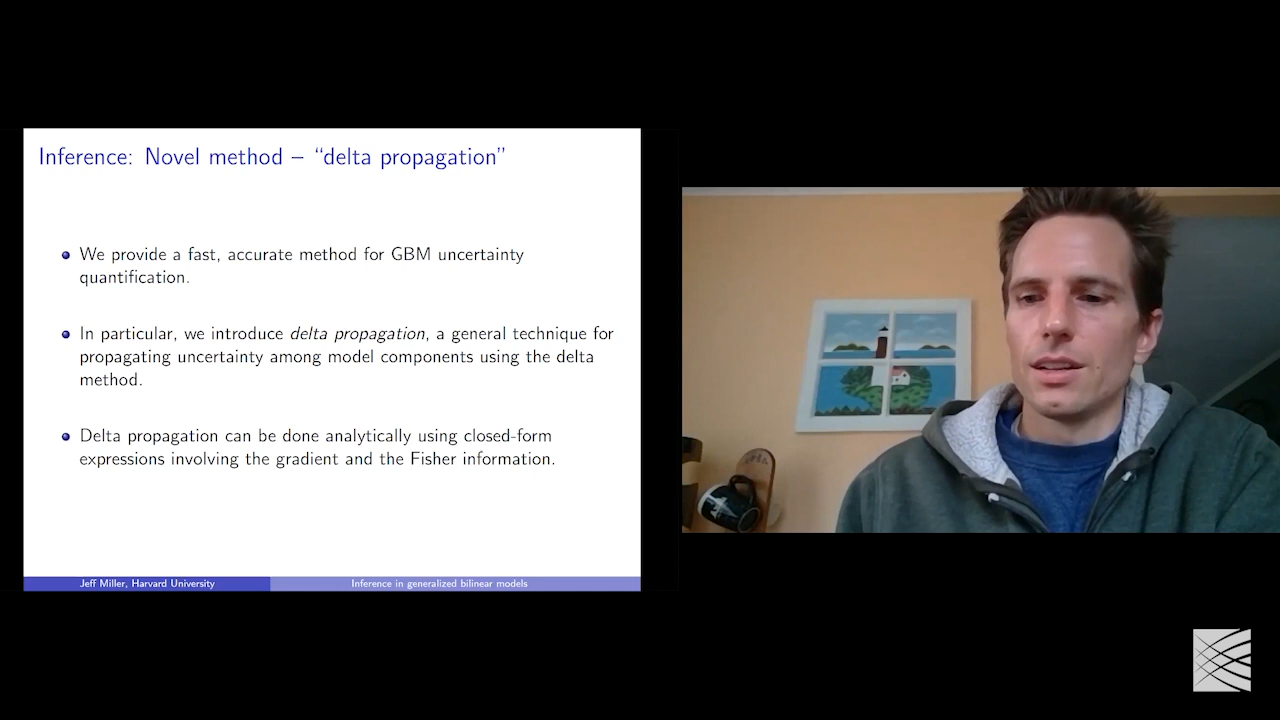 Inference: Novel method – “delta propagation”
We provide a fast, accurate method for GBM uncertainty
quantification.
In particular, we introduce delta propagation, a general technique for
propagating uncertainty among model components using the delta
method.
Delta propagation can be done analytically using closed-form
expressions involving the gradient and the Fisher information.
Jeff Miller, Harvard University
Inference in generalized bilinear models